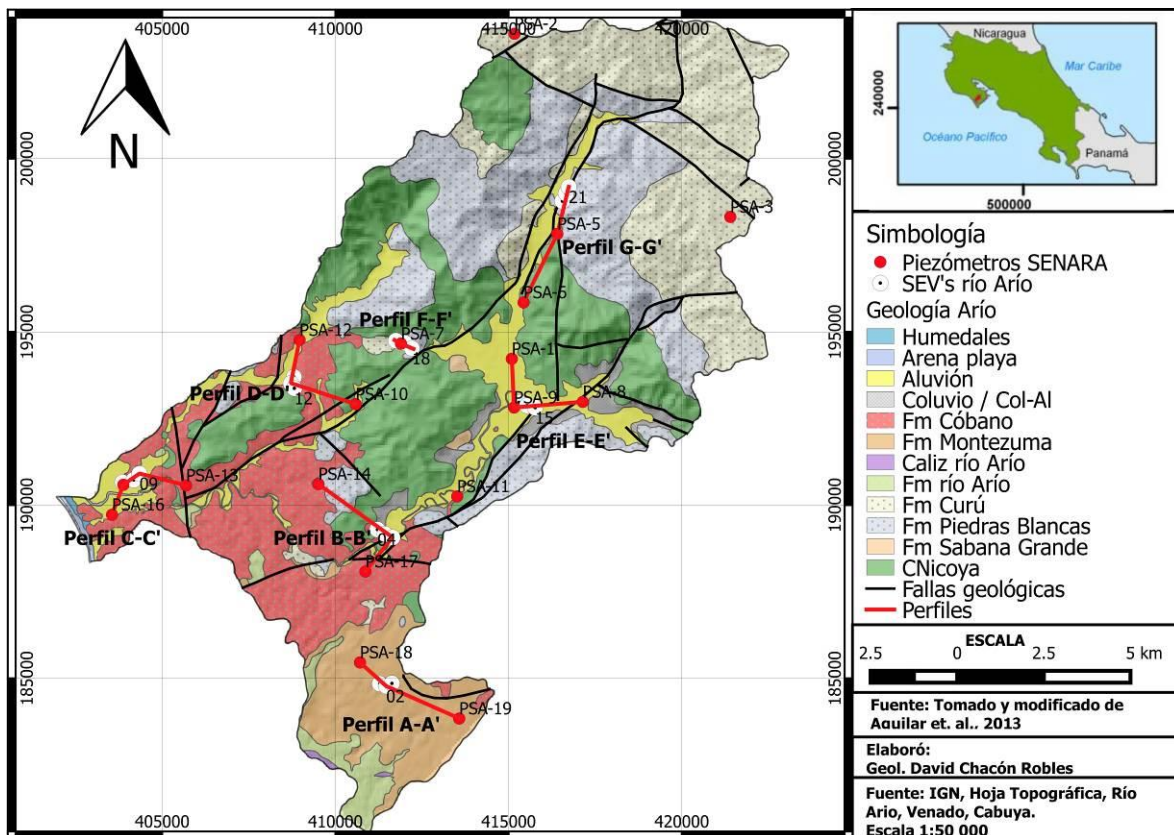 405000
410000
415000
420000
200000
195000
190000
185000
N
PSA-2
PSA-3
21
PSA-5
Perfil G-G'
PSA-6
PSA-12
Perfil F-F'
PSA-7
18
PSA-1
Perfil D-D'
12
PSA-10
PSA-9
PSA-8
15
Perfil E-E'
PSA-13
09
PSA-14
PSA-11
PSA-16
Perfil C-C'
Perfil B-B'
04
PSA-17
PSA-18
02
PSA-19
Perfil A-A'
405000
410000
415000
420000
Nicaragua
Mar Caribe
Océano Pacífico
Panamá
240000
500000
Simbología
Piezómetros SENARA
SEV's río Arío
Geología Arío
Humedales
Arena playa
Aluvión
Coluvio / Col-Al
Fm Cóbano
Fm Montezuma
Caliz río Arío
Fm río Arío
Fm Curú
Fm Piedras Blancas
Fm Sabana Grande
CNicoya
Fallas geológicas
Perfiles
ESCALA
2.5 0 2.5 5 km
Fuente: Tomado y modificado de
Aguilar et. al., 2013
Elaboró:
Geol. David Chacón Robles
Fuente: IGN, Hoja Topográfica, Río
Ario, Venado, Cabuya.
Escala 1:50 000